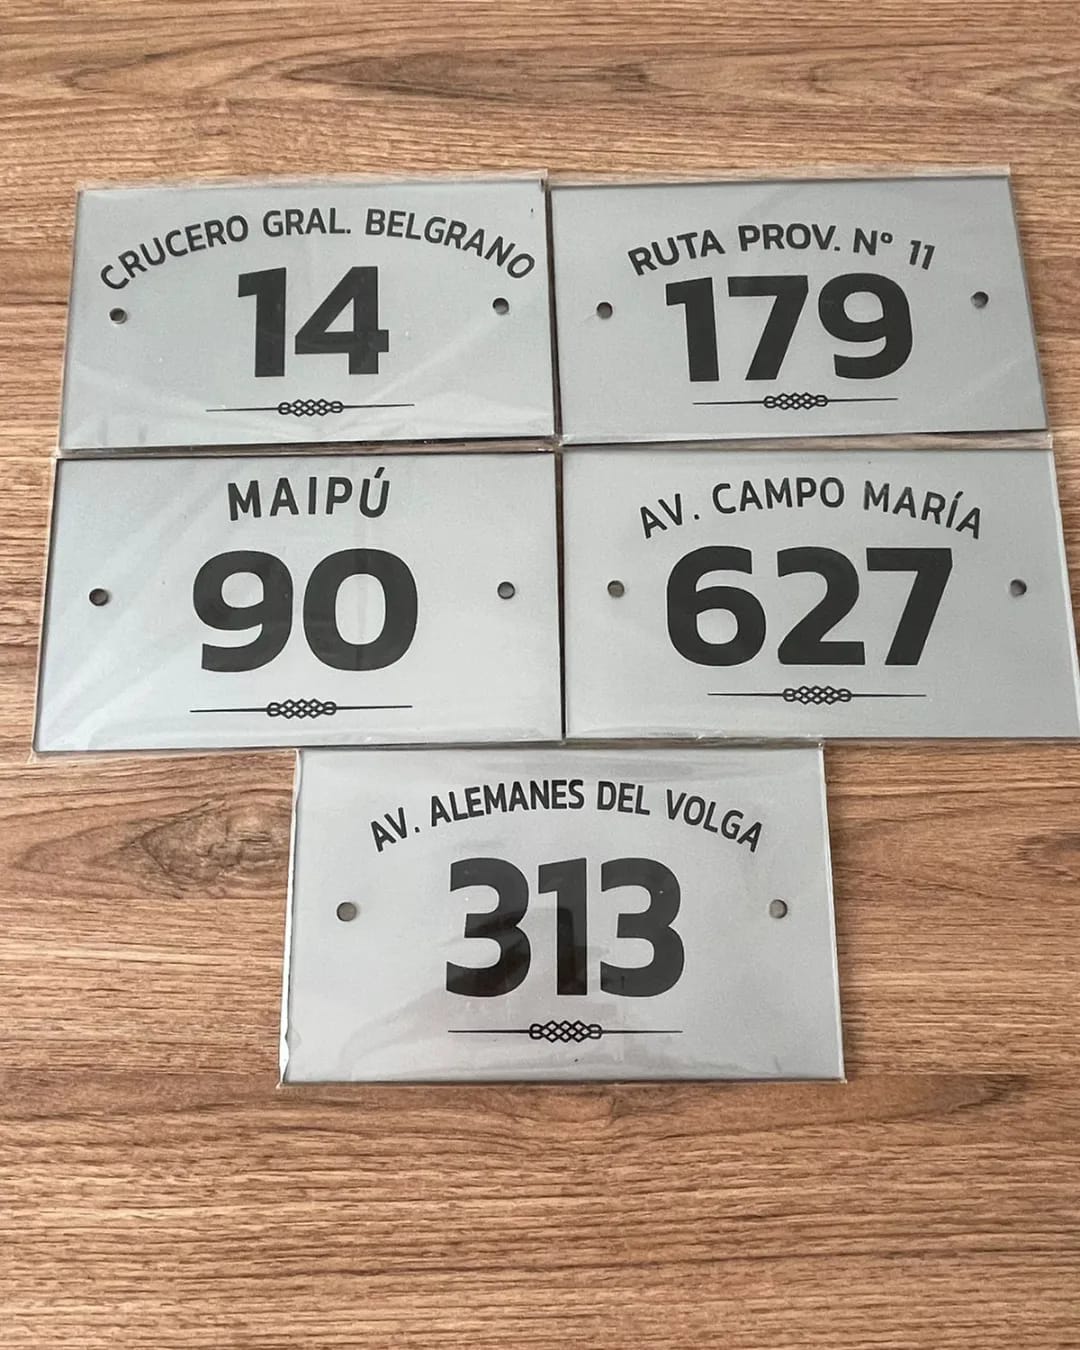 CRUCERO GRAL. BELGRANO
14
RUTA PROV. Nº 11
179
MAIPÚ
90
AV. CAMPO MARÍA
627
AV. ALEMANES DEL VOLGA
313